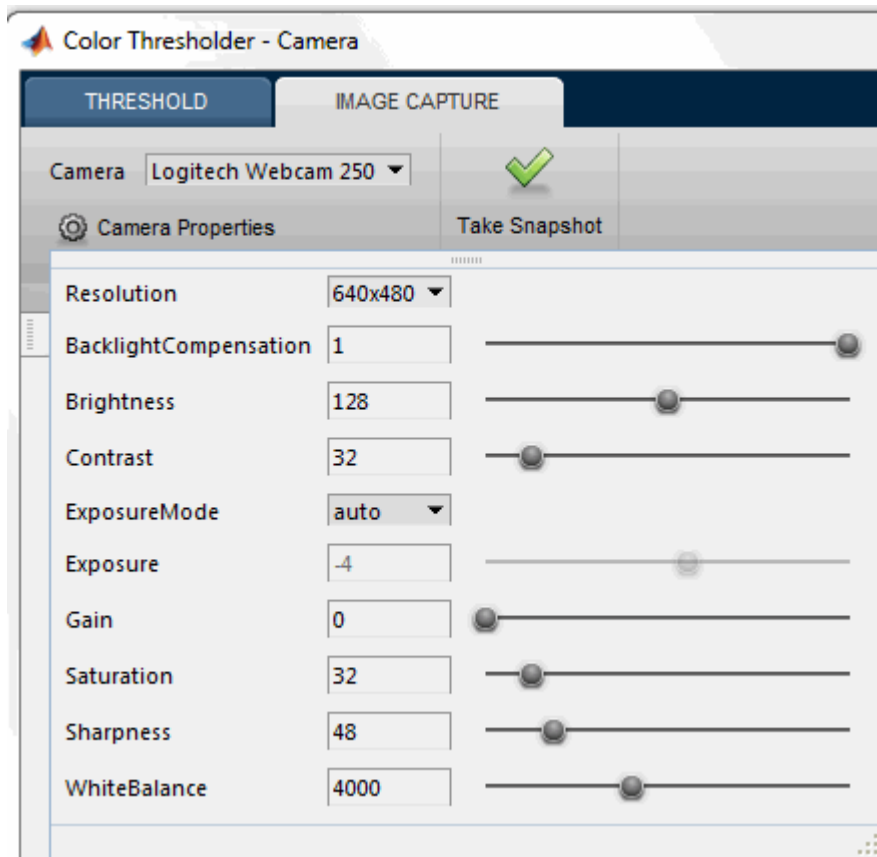 Color Thresholder - Camera
THRESHOLD IMAGE CAPTURE
Camera Logitech Webcam 250
Camera Properties Take Snapshot
Resolution 640x480
BacklightCompensation 1
Brightness 128
Contrast 32
ExposureMode auto
Exposure -4
Gain 0
Saturation 32
Sharpness 48
WhiteBalance 4000